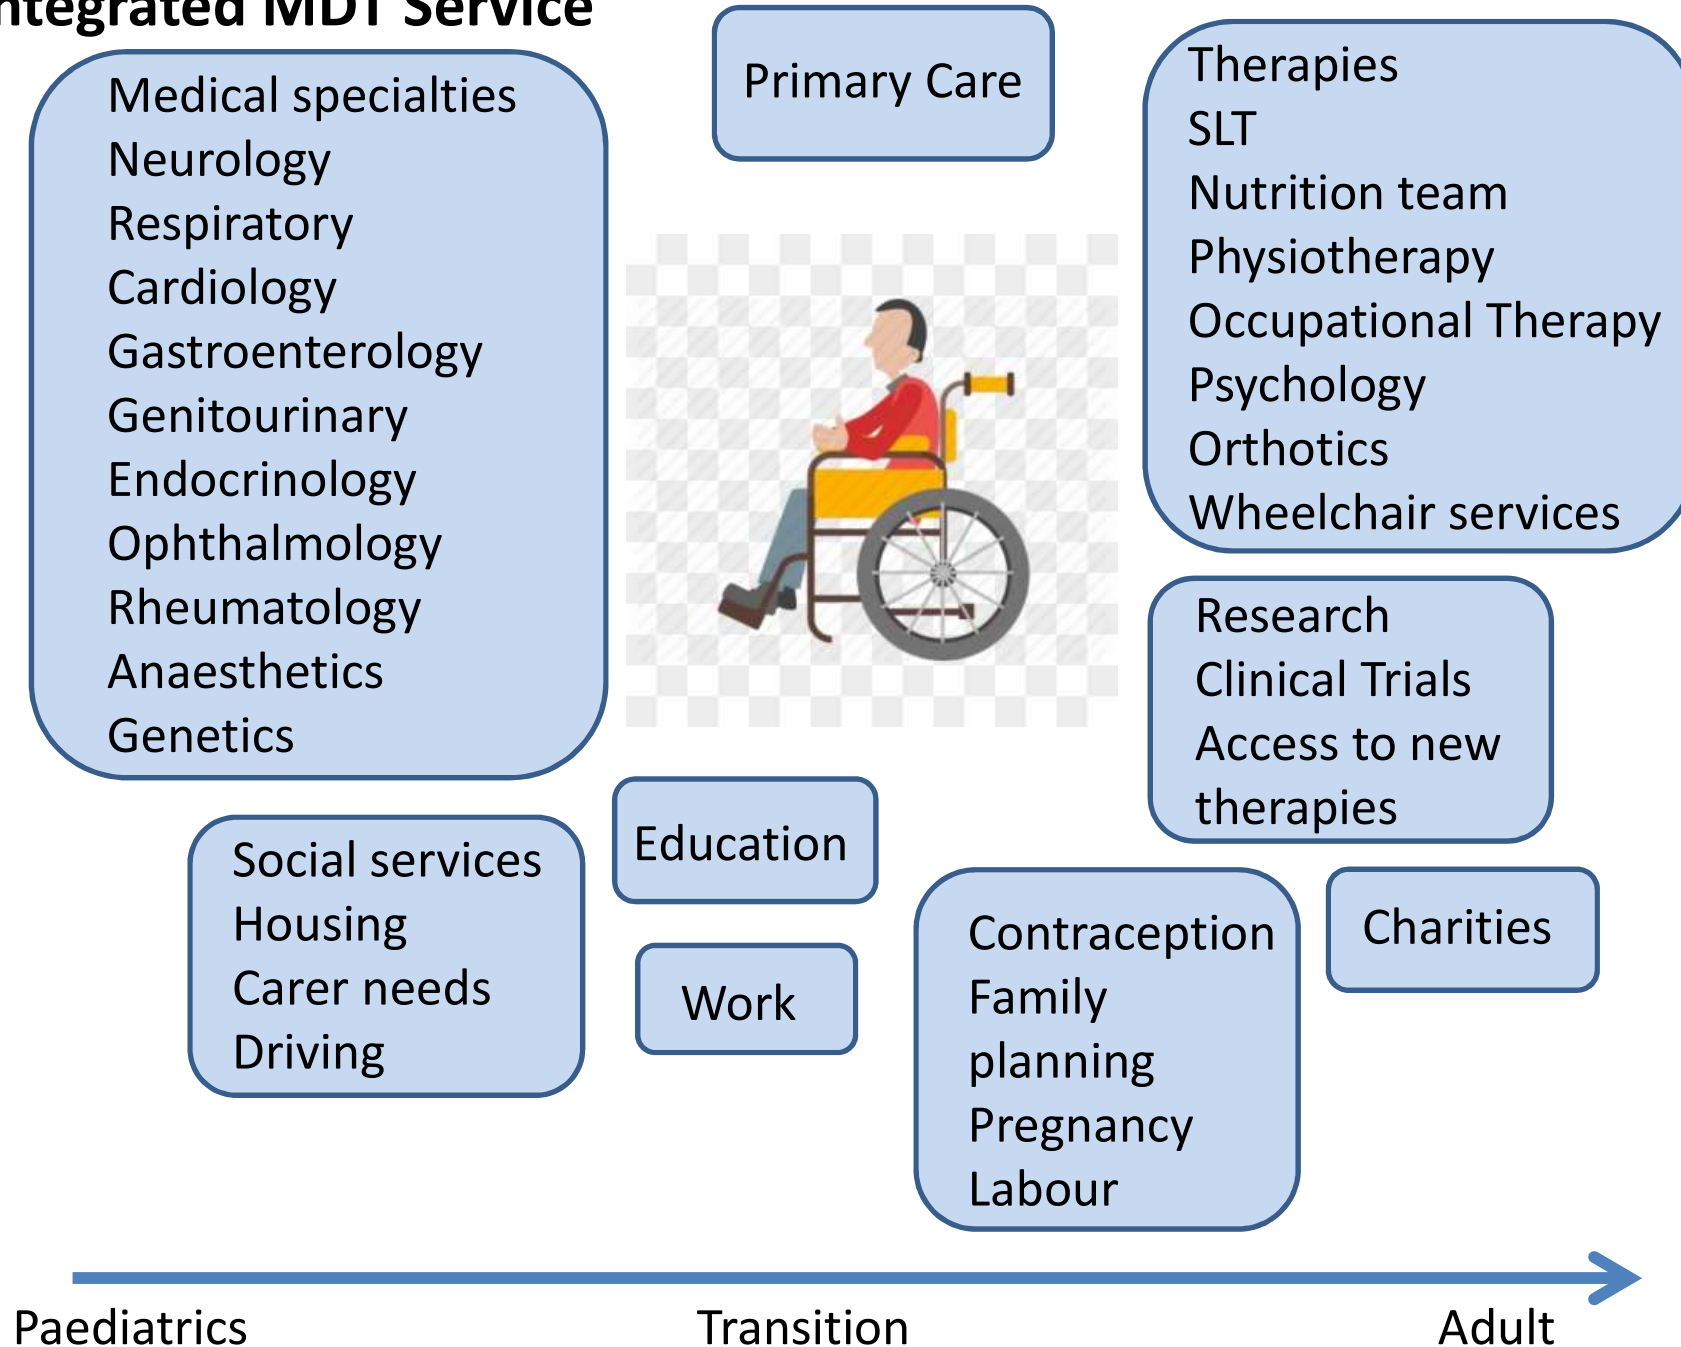 ntegrated MDT Service
Medical specialties
Neurology
Respiratory
Cardiology
Gastroenterology
Genitourinary
Endocrinology
Ophthalmology
Rheumatology
Anaesthetics
Genetics
Primary Care
Therapies
SLT
Nutrition team
Physiotherapy
Occupational Therapy
Psychology
Orthotics
Wheelchair services
Research
Clinical Trials
Access to new
therapies
Social services
Housing
Carer needs
Driving
Education
Work
Contraception
Family
planning
Pregnancy
Labour
Charities
Paediatrics
Transition
Adult